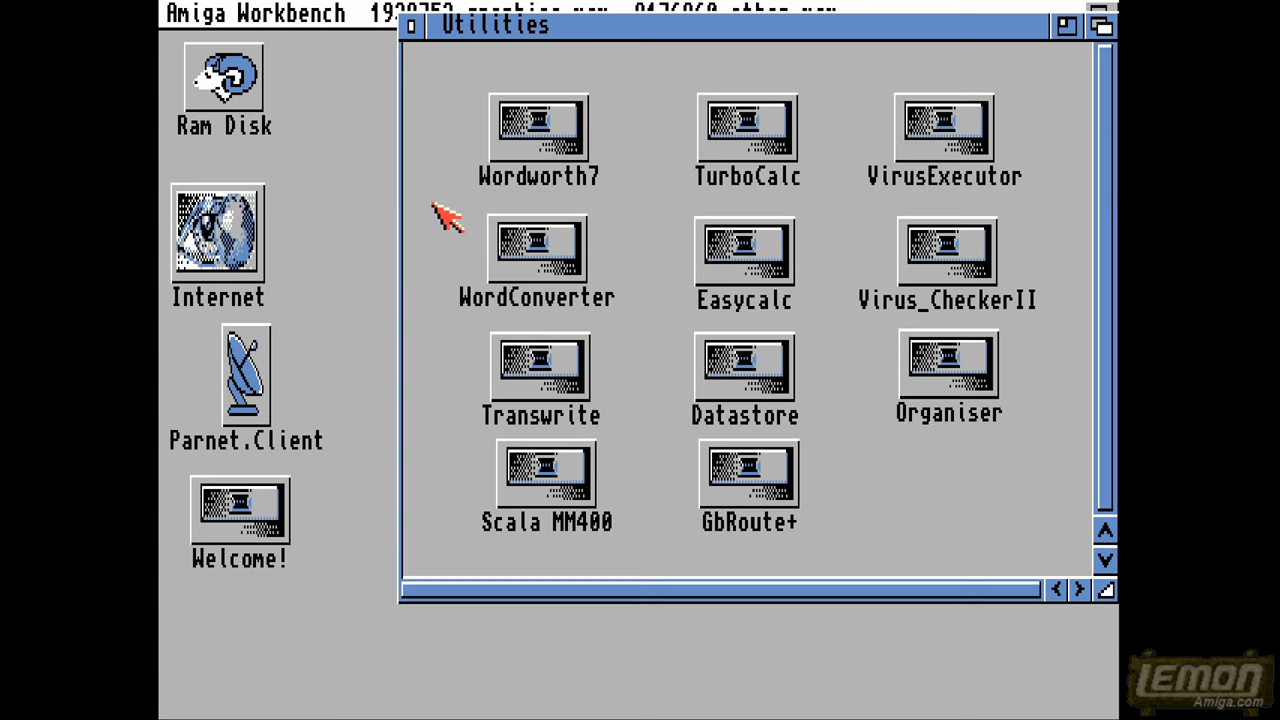 Amiga Workbench
Utilities
Ram Disk
Internet
Parnet.Client
Welcome!
Wordworth7
TurboCalc
VirusExecutor
WordConverter
Easycalc
Virus_CheckerII
Transwrite
Datastore
Organiser
Scala MM400
GbRoute+
LEMON
Amiga.com